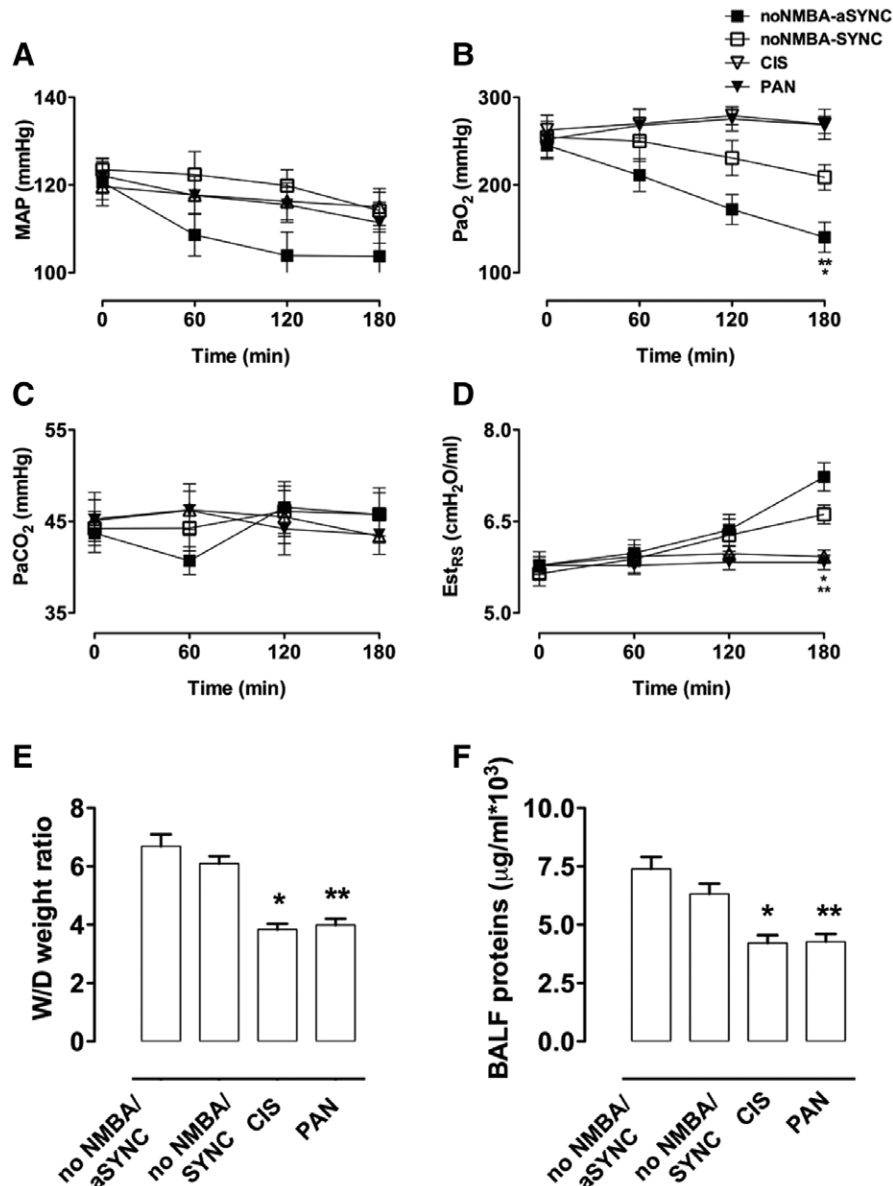 noNMBA-aSYNC
noNMBA-SYNC
CIS
PAN
A
MAP (mmHg)
140
120
100
0 60 120 180
Time (min)
B
PaO2 (mmHg)
300
200
100
**
*
0 60 120 180
Time (min)
C
PaCO2 (mmHg)
55
45
35
0 60 120 180
Time (min)
D
EstRS (cmH2O/ml)
8.0
6.5
5.0
*
**
0 60 120 180
Time (min)
E
W/D weight ratio
8
6
4
2
0
* **
no NMBA/
aSYNC
no NMBA/
SYNC
CIS
PAN
F
BALF proteins (µg/ml*10³)
10.0
7.5
5.0
2.5
0.0
* **
no NMBA/
aSYNC
no NMBA/
SYNC
CIS
PAN